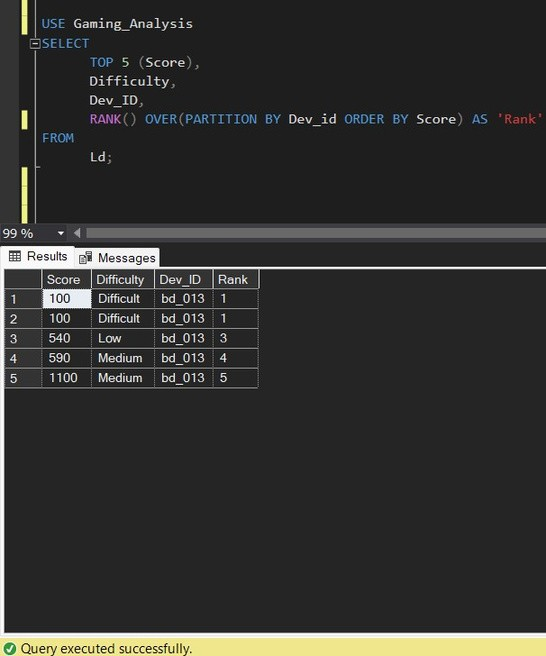 USE Gaming_Analysis
SELECT
TOP 5 (Score),
Difficulty,
Dev_ID,
RANK() OVER(PARTITION BY Dev_id ORDER BY Score) AS 'Rank'
FROM
Ld;
99 %
Results Messages
Score Difficulty Dev_ID Rank
1 100 Difficult bd_013 1
2 100 Difficult bd_013 1
3 540 Low bd_013 3
4 590 Medium bd_013 4
5 1100 Medium bd_013 5
Query executed successfully.